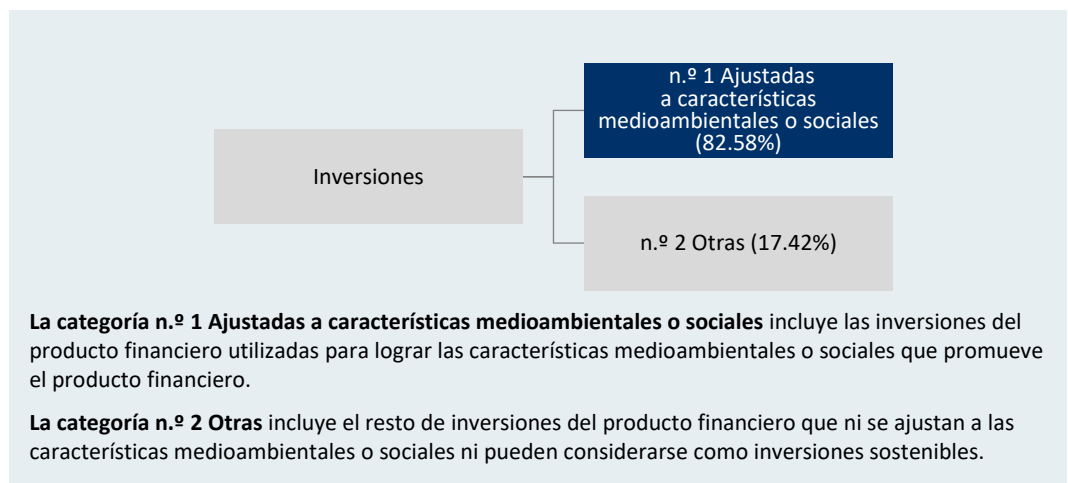 n.º 1 Ajustadas
a características
medioambientales o sociales
(82.58%)
Inversiones
n.º 2 Otras (17.42%)
La categoría n.º 1 Ajustadas a características medioambientales o sociales incluye las inversiones del
producto financiero utilizadas para lograr las características medioambientales o sociales que promueve
el producto financiero.
La categoría n.º 2 Otras incluye el resto de inversiones del producto financiero que ni se ajustan a las
características medioambientales o sociales ni pueden considerarse como inversiones sostenibles.